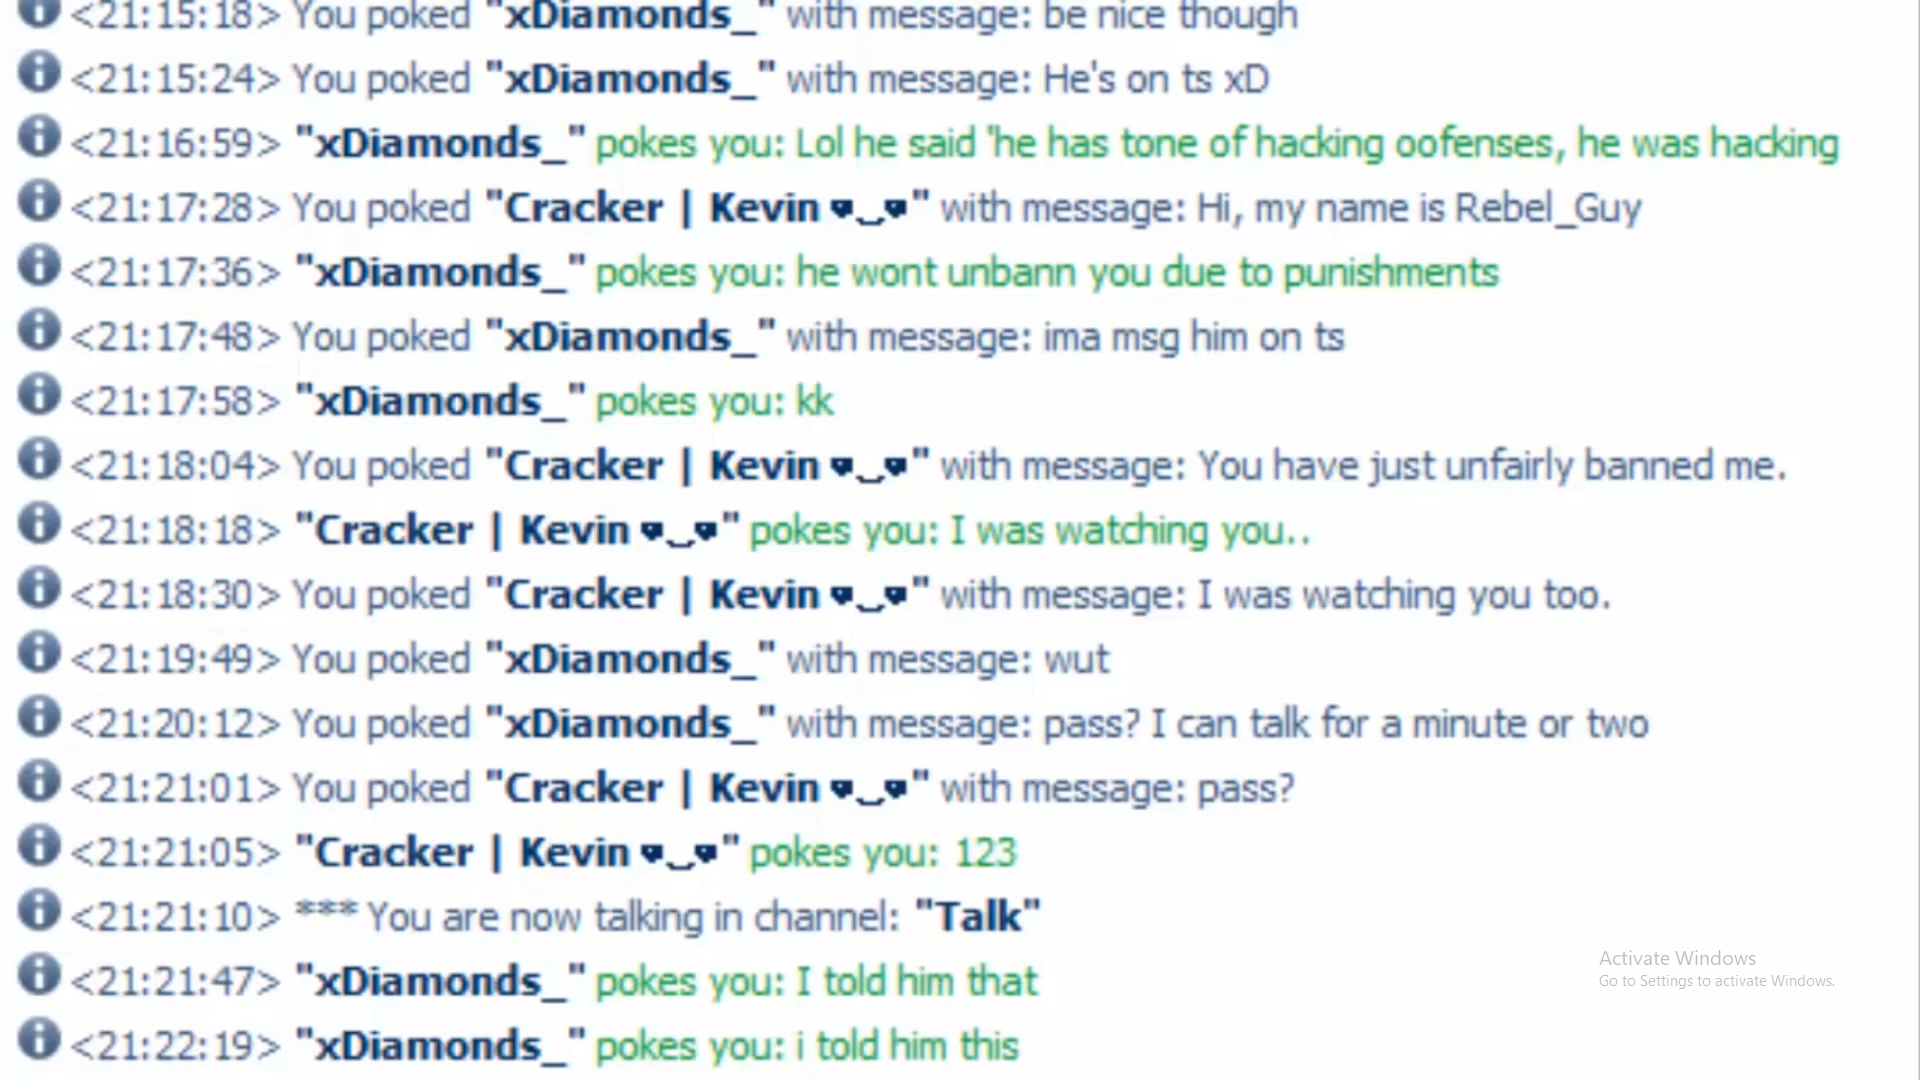 <21:15:18> You poked "xDiamonds_" with message: be nice though
<21:15:24> You poked "xDiamonds_" with message: He's on ts xD
<21:16:59> "xDiamonds_" pokes you: Lol he said 'he has tone of hacking oofenses, he was hacking
<21:17:28> You poked "Cracker | Kevin ♥‿♥" with message: Hi, my name is Rebel_Guy
<21:17:36> "xDiamonds_" pokes you: he wont unbann you due to punishments
<21:17:48> You poked "xDiamonds_" with message: ima msg him on ts
<21:17:58> "xDiamonds_" pokes you: kk
<21:18:04> You poked "Cracker | Kevin ♥‿♥" with message: You have just unfairly banned me.
<21:18:18> "Cracker | Kevin ♥‿♥" pokes you: I was watching you..
<21:18:30> You poked "Cracker | Kevin ♥‿♥" with message: I was watching you too.
<21:19:49> You poked "xDiamonds_" with message: wut
<21:20:12> You poked "xDiamonds_" with message: pass? I can talk for a minute or two
<21:21:01> You poked "Cracker | Kevin ♥‿♥" with message: pass?
<21:21:05> "Cracker | Kevin ♥‿♥" pokes you: 123
<21:21:10> *** You are now talking in channel: "Talk"
<21:21:47> "xDiamonds_" pokes you: I told him that
<21:22:19> "xDiamonds_" pokes you: i told him this
Activate Windows
Go to Settings to activate Windows.